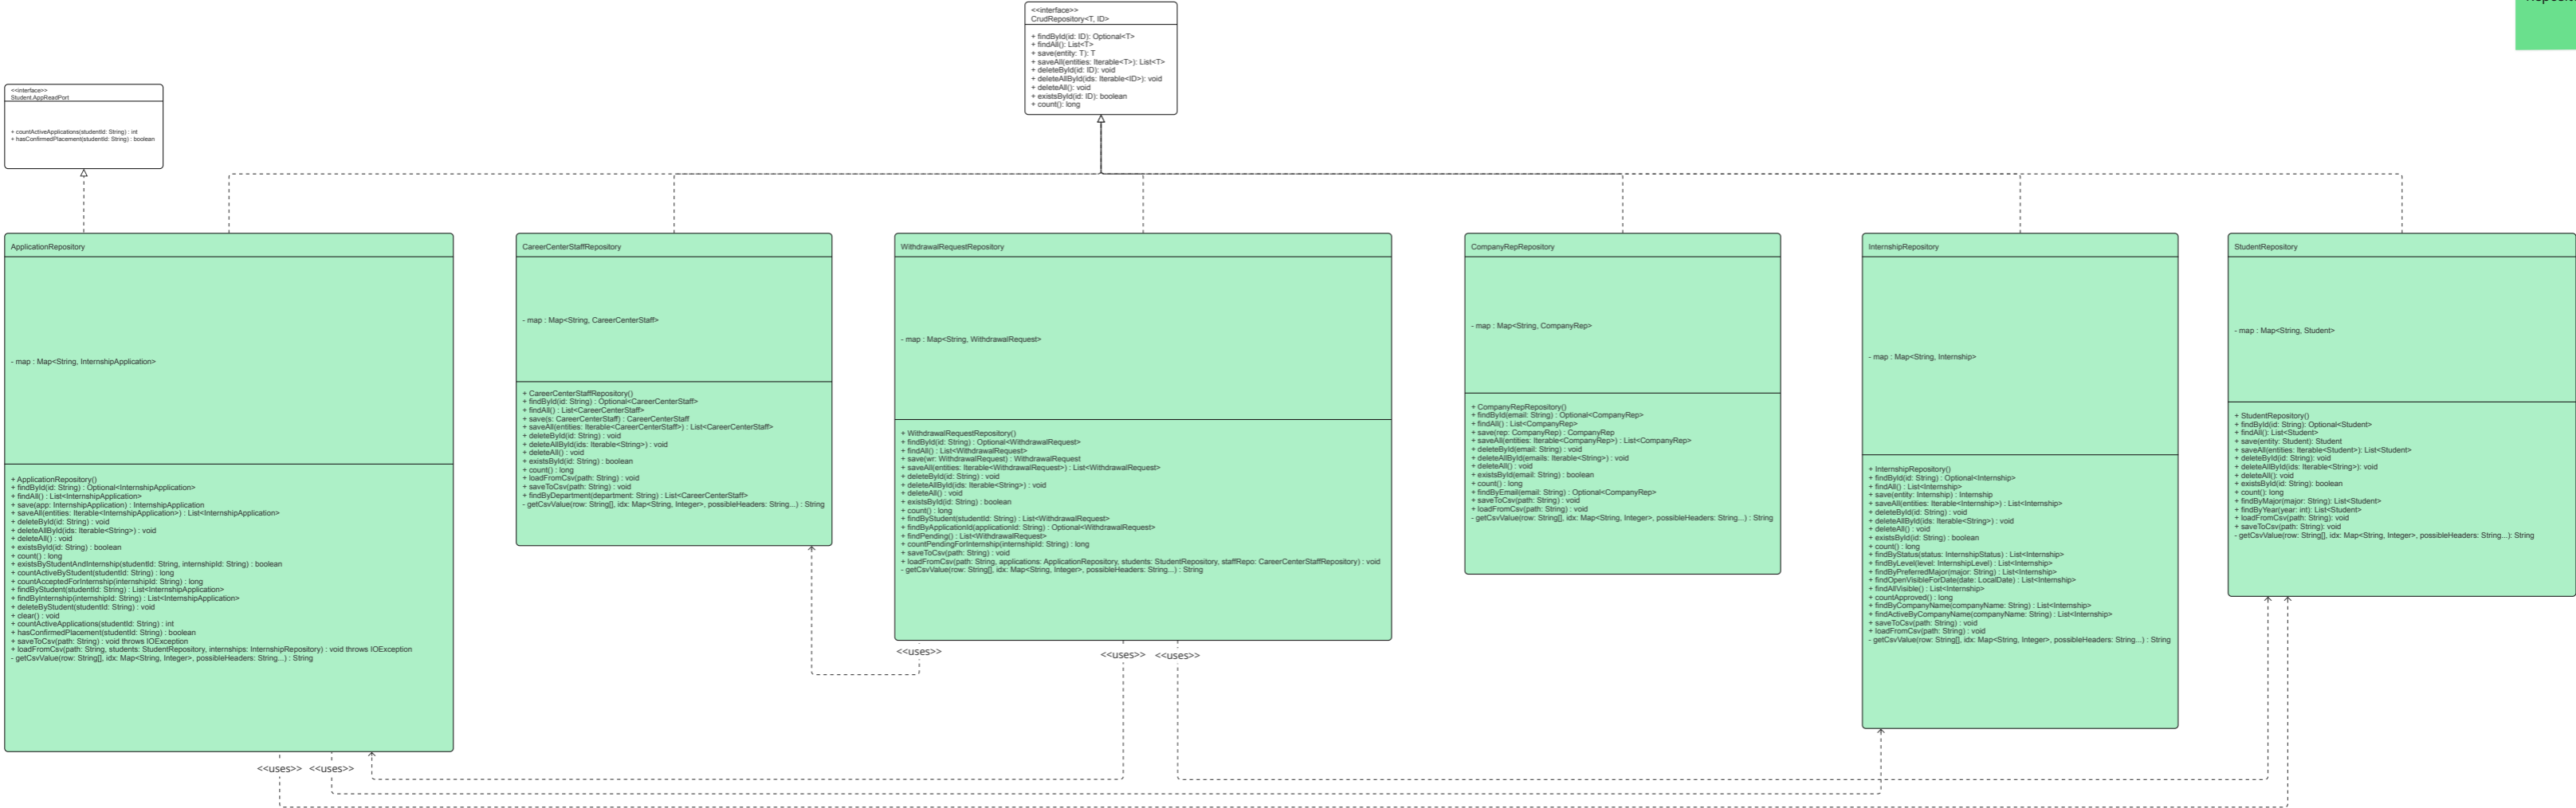 <<interface>>
CrudRepository<T, ID>
+ findById(id: ID): Optional<T>
+ findAll(): List<T>
+ save(entity: T): T
+ saveAll(entities: Iterable<T>): List<T>
+ deleteById(id: ID): void
+ deleteAllById(ids: Iterable<ID>): void
+ deleteAll(): void
+ existsById(id: ID): boolean
+ count(): long
<<interface>>
Student.AppReadPort
+ countActiveApplications(studentId: String) : int
+ hasConfirmedPlacement(studentId: String) : boolean
ApplicationRepository
- map : Map<String, InternshipApplication>
+ ApplicationRepository()
+ findById(id: String) : Optional<InternshipApplication>
+ findAll() : List<InternshipApplication>
+ save(app: InternshipApplication) : InternshipApplication
+ saveAll(entities: Iterable<InternshipApplication>) : List<InternshipApplication>
+ deleteById(id: String) : void
+ deleteAllById(ids: Iterable<String>) : void
+ deleteAll() : void
+ existsById(id: String) : boolean
+ count() : long
+ existsByStudentAndInternship(studentId: String, internshipId: String) : boolean
+ countActiveByStudent(studentId: String) : long
+ countAcceptedForInternship(internshipId: String) : long
+ findByStudent(studentId: String) : List<InternshipApplication>
+ findByInternship(internshipId: String) : List<InternshipApplication>
+ deleteByStudent(studentId: String) : void
+ clear() : void
+ countActiveApplications(studentId: String) : int
+ hasConfirmedPlacement(studentId: String) : boolean
+ saveToCsv(path: String) : void throws IOException
+ loadFromCsv(path: String, students: StudentRepository, internships: InternshipRepository) : void throws IOException
- getCsvValue(row: String[], idx: Map<String, Integer>, possibleHeaders: String...) : String
CareerCenterStaffRepository
- map : Map<String, CareerCenterStaff>
+ CareerCenterStaffRepository()
+ findById(id: String) : Optional<CareerCenterStaff>
+ findAll() : List<CareerCenterStaff>
+ save(s: CareerCenterStaff) : CareerCenterStaff
+ saveAll(entities: Iterable<CareerCenterStaff>) : List<CareerCenterStaff>
+ deleteById(id: String) : void
+ deleteAllById(ids: Iterable<String>) : void
+ deleteAll() : void
+ existsById(id: String) : boolean
+ count() : long
+ loadFromCsv(path: String) : void
+ saveToCsv(path: String) : void
+ findByDepartment(department: String) : List<CareerCenterStaff>
- getCsvValue(row: String[], idx: Map<String, Integer>, possibleHeaders: String...) : String
WithdrawalRequestRepository
- map : Map<String, WithdrawalRequest>
+ WithdrawalRequestRepository()
+ findById(id: String) : Optional<WithdrawalRequest>
+ findAll() : List<WithdrawalRequest>
+ save(wr: WithdrawalRequest) : WithdrawalRequest
+ saveAll(entities: Iterable<WithdrawalRequest>) : List<WithdrawalRequest>
+ deleteById(id: String) : void
+ deleteAllById(ids: Iterable<String>) : void
+ deleteAll() : void
+ existsById(id: String) : boolean
+ count() : long
+ findByStudent(studentId: String) : List<WithdrawalRequest>
+ findByApplicationId(applicationId: String) : Optional<WithdrawalRequest>
+ findPending() : List<WithdrawalRequest>
+ countPendingForInternship(internshipId: String) : long
+ saveToCsv(path: String) : void
+ loadFromCsv(path: String, applications: ApplicationRepository, students: StudentRepository, staffRepo: CareerCenterStaffRepository) : void
- getCsvValue(row: String[], idx: Map<String, Integer>, possibleHeaders: String...) : String
CompanyRepRepository
- map : Map<String, CompanyRep>
+ CompanyRepRepository()
+ findById(email: String) : Optional<CompanyRep>
+ findAll() : List<CompanyRep>
+ save(rep: CompanyRep) : CompanyRep
+ saveAll(entities: Iterable<CompanyRep>) : List<CompanyRep>
+ deleteById(email: String) : void
+ deleteAllById(emails: Iterable<String>) : void
+ deleteAll() : void
+ existsById(email: String) : boolean
+ count() : long
+ findByEmail(email: String) : Optional<CompanyRep>
+ saveToCsv(path: String) : void
+ loadFromCsv(path: String) : void
- getCsvValue(row: String[], idx: Map<String, Integer>, possibleHeaders: String...) : String
InternshipRepository
- map : Map<String, Internship>
+ InternshipRepository()
+ findById(id: String) : Optional<Internship>
+ findAll() : List<Internship>
+ save(entity: Internship) : Internship
+ saveAll(entities: Iterable<Internship>) : List<Internship>
+ deleteById(id: String) : void
+ deleteAllById(ids: Iterable<String>) : void
+ deleteAll() : void
+ existsById(id: String) : boolean
+ count() : long
+ findByStatus(status: InternshipStatus) : List<Internship>
+ findByLevel(level: InternshipLevel) : List<Internship>
+ findByPreferredMajor(major: String) : List<Internship>
+ findOpenVisibleForDate(date: LocalDate) : List<Internship>
+ findAllVisible() : List<Internship>
+ countApproved() : long
+ findByCompanyName(companyName: String) : List<Internship>
+ findActiveByCompanyName(companyName: String) : List<Internship>
+ saveToCsv(path: String) : void
+ loadFromCsv(path: String) : void
- getCsvValue(row: String[], idx: Map<String, Integer>, possibleHeaders: String...) : String
StudentRepository
- map : Map<String, Student>
+ StudentRepository()
+ findById(id: String): Optional<Student>
+ findAll(): List<Student>
+ save(entity: Student): Student
+ saveAll(entities: Iterable<Student>): List<Student>
+ deleteById(id: String): void
+ deleteAllById(ids: Iterable<String>): void
+ deleteAll(): void
+ existsById(id: String): boolean
+ count(): long
+ findByMajor(major: String): List<Student>
+ findByYear(year: int): List<Student>
+ loadFromCsv(path: String): void
+ saveToCsv(path: String): void
- getCsvValue(row: String[], idx: Map<String, Integer>, possibleHeaders: String...): String
<<uses>>
<<uses>> <<uses>>
<<uses>> <<uses>>